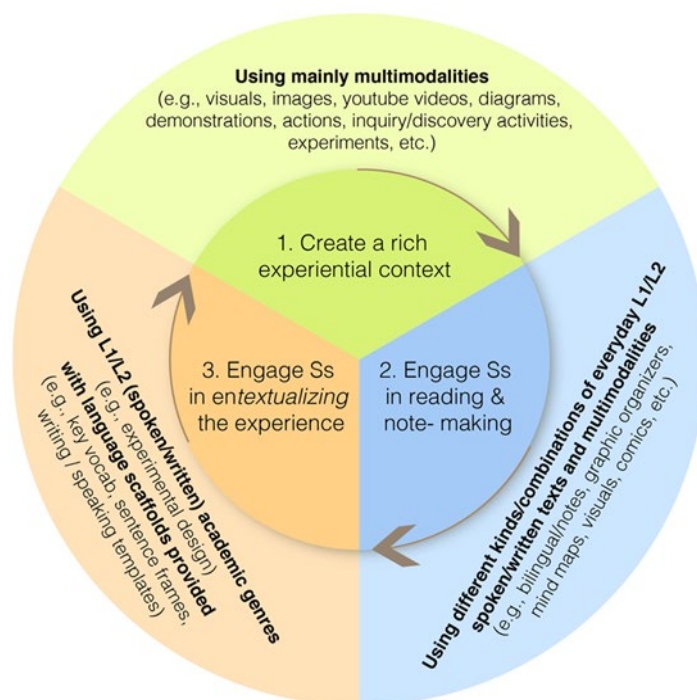 Using mainly multimodalities
(e.g., visuals, images, youtube videos, diagrams,
demonstrations, actions, inquiry/discovery activities,
experiments, etc.)
1. Create a rich
experiential context
2. Engage Ss
in reading &
note- making
Using different kinds/combinations of everyday L1/L2
spoken/written texts and multimodalities
(e.g., bilingual/notes, graphic organizers,
mind maps, visuals, comics, etc.)
3. Engage Ss
in entextualizing
the experience
Using L1/L2 (spoken/written) academic genres
(e.g., experimental design)
with language scaffolds provided
(e.g., key vocab, sentence frames,
writing / speaking templates)